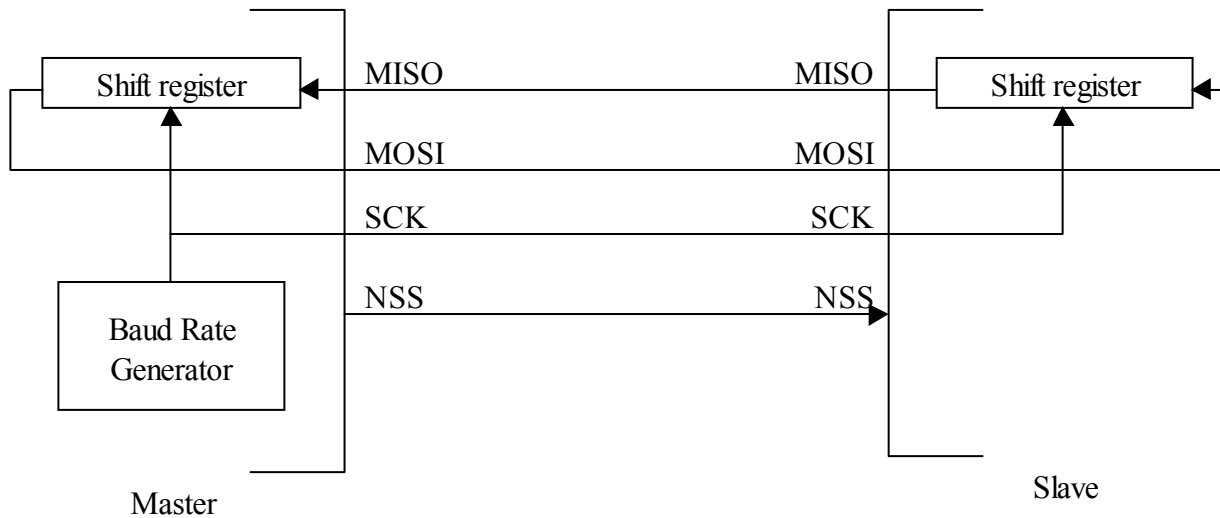 Shift register
MISO
MISO
Shift register
MOSI
MOSI
SCK
SCK
NSS
NSS
Baud Rate
Generator
Master
Slave